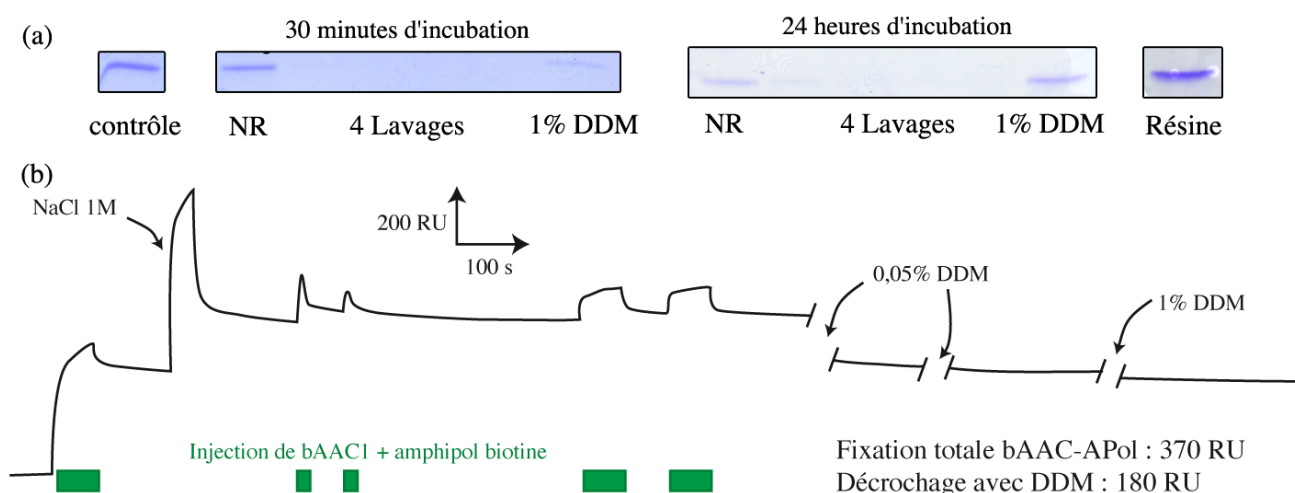 (a)
30 minutes d'incubation
24 heures d'incubation
contrôle
NR
4 Lavages
1% DDM
NR
4 Lavages
1% DDM
Résine
(b)
NaCl 1M
200 RU
100 s
0,05% DDM
1% DDM
Injection de bAAC1 + amphipol biotine
Fixation totale bAAC-APol : 370 RU
Décrochage avec DDM : 180 RU